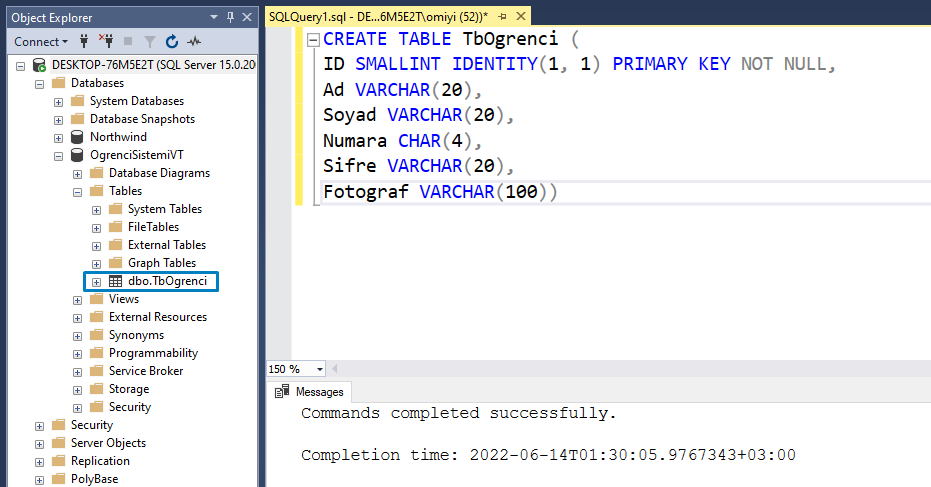 Object Explorer
Connect
DESKTOP-76M5E2T (SQL Server 15.0.20
Databases
System Databases
Database Snapshots
Northwind
OgrenciSistemiVT
Database Diagrams
Tables
System Tables
FileTables
External Tables
Graph Tables
dbo.TbOgrenci
Views
External Resources
Synonyms
Programmability
Service Broker
Storage
Security
Security
Server Objects
Replication
PolyBase
SQLQuery1.sql - DE...6M5E2T\omiyi (52))*
CREATE TABLE TbOgrenci (
ID SMALLINT IDENTITY(1, 1) PRIMARY KEY NOT NULL,
Ad VARCHAR(20),
Soyad VARCHAR(20),
Numara CHAR(4),
Sifre VARCHAR(20),
Fotograf VARCHAR(100))
150 %
Messages
Commands completed successfully.
Completion time: 2022-06-14T01:30:05.9767343+03:00